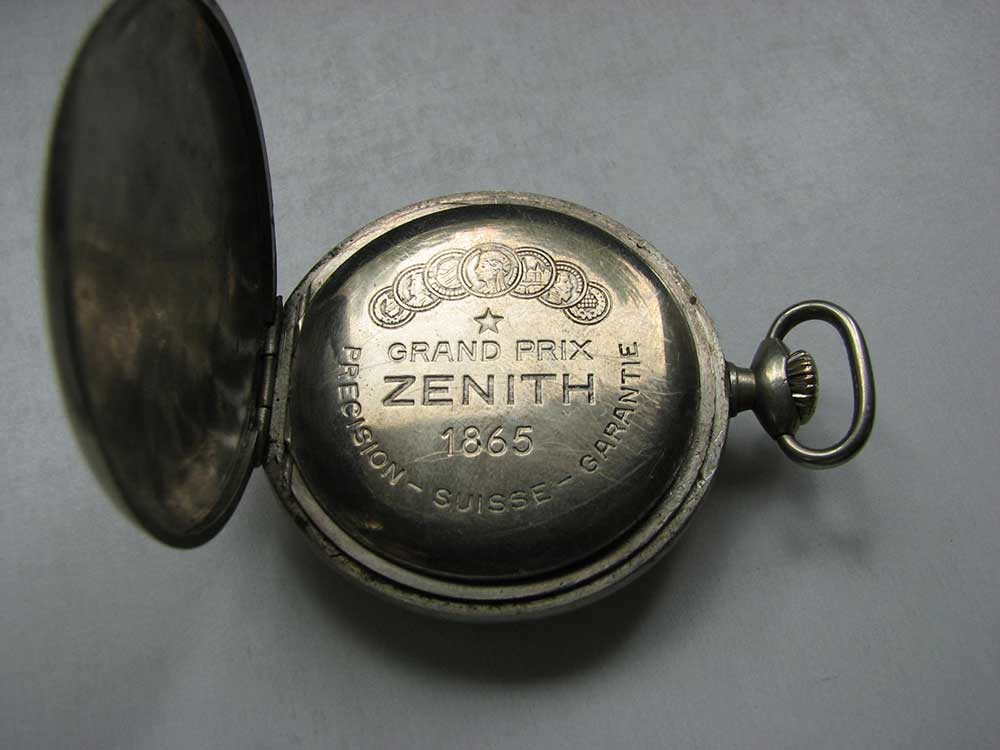 GRAND PRIX
ZENITH
1865
PRECISION - SUISSE - GARANTIE